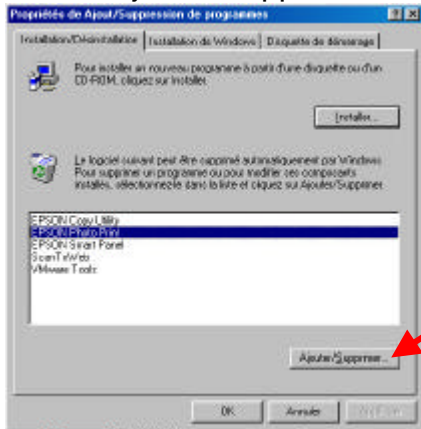 Propriétés de Ajout/Suppression de programmes
Installation/Désinstallation Installation de Windows Disquette de démarrage
Pour installer un nouveau programme à partir d'une disquette ou d'un
CD-ROM, cliquez sur Installer.
Installer...
Le logiciel suivant peut être supprimé automatiquement par Windows.
Pour supprimer un programme ou pour modifier ses composants
installés, sélectionnez-le dans la liste et cliquez sur Ajouter/Supprimer.
EPSON Copy Utility
EPSON Photo Print
EPSON Smart Panel
ScanToWeb
VMware Tools
Ajouter/Supprimer...
OK Annuler